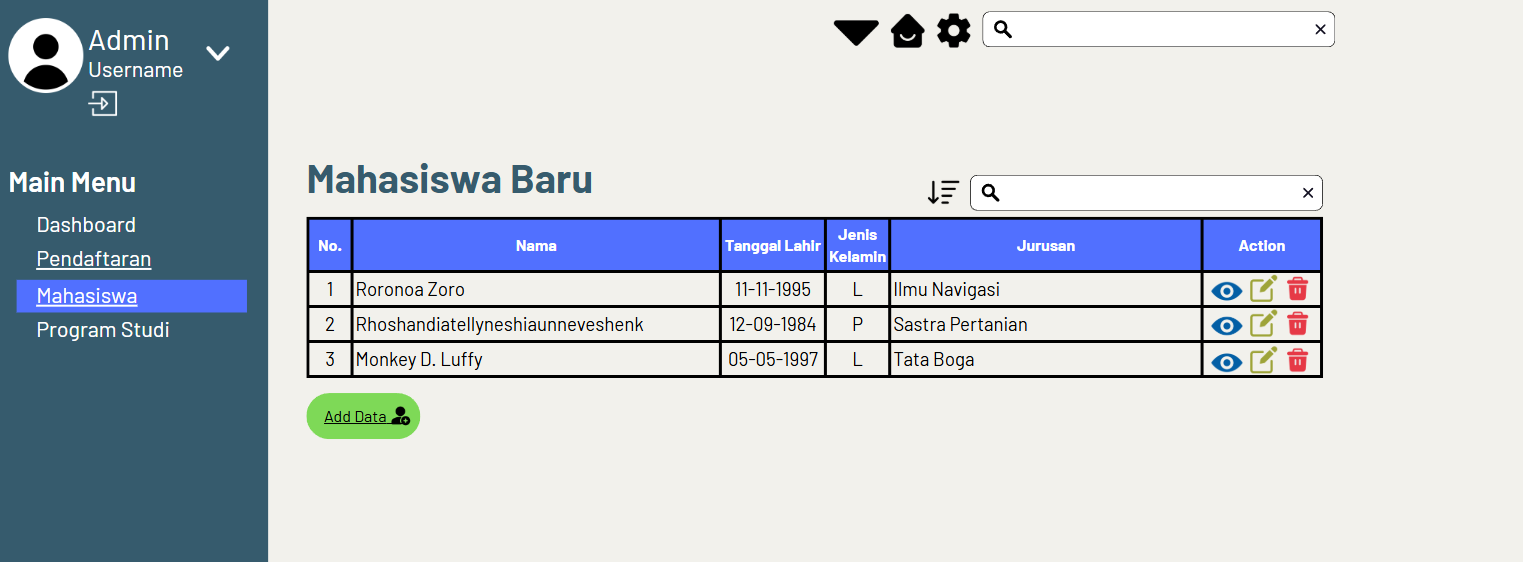 Admin
Username
Main Menu
Dashboard
Pendaftaran
Mahasiswa
Program Studi
Mahasiswa Baru
No. Nama Tanggal Lahir Jenis Kelamin Jurusan Action
1 Roronoa Zoro 11-11-1995 L Ilmu Navigasi
2 Rhoshandiatellyneshiaunneveshenk 12-09-1984 P Sastra Pertanian
3 Monkey D. Luffy 05-05-1997 L Tata Boga
Add Data